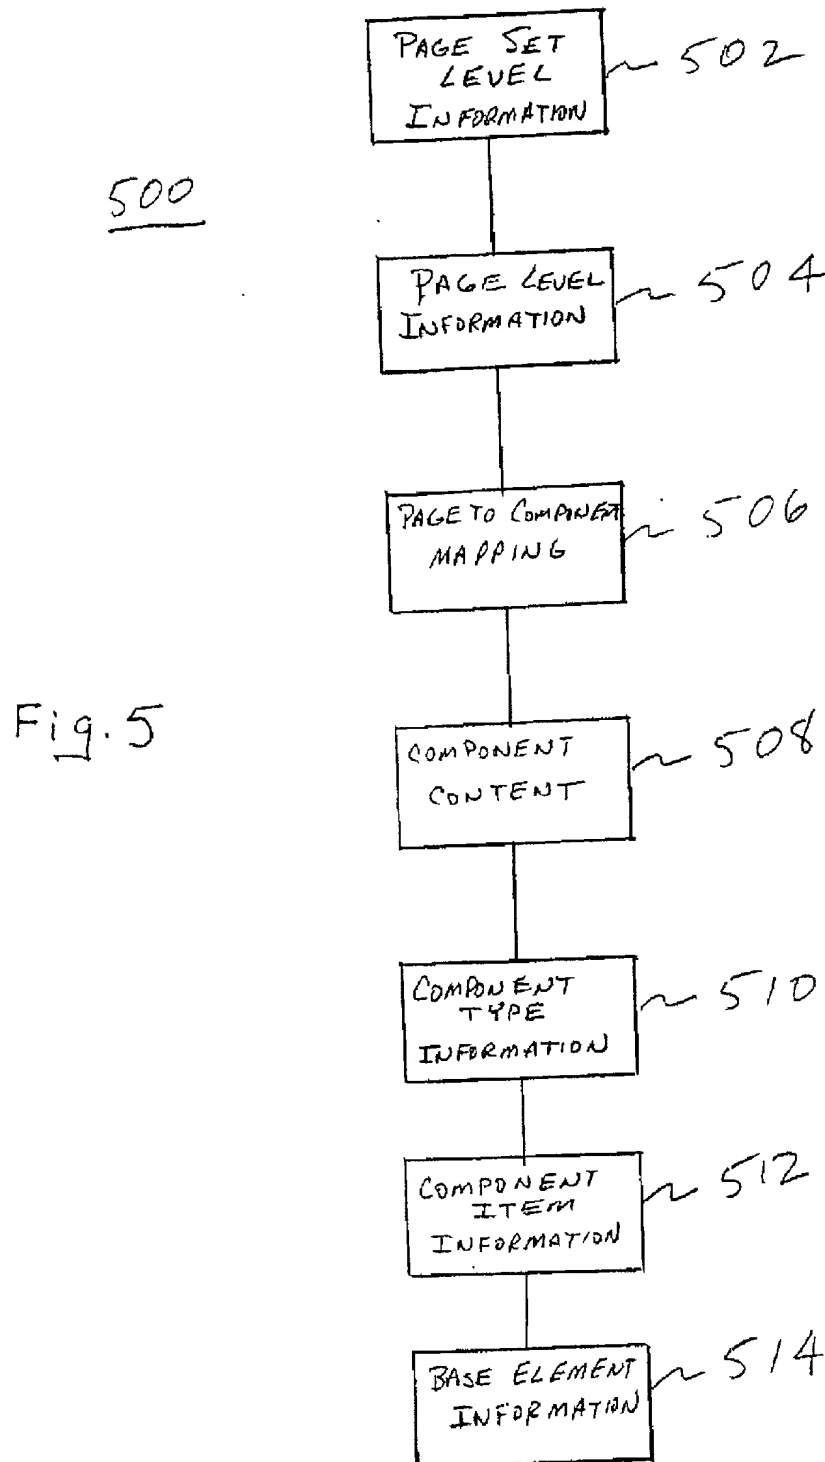 PAGE SET
LEVEL
INFORMATION
502
500
PAGE LEVEL
INFORMATION
504
PAGE TO COMPONENT
MAPPING
506
Fig. 5
COMPONENT
CONTENT
508
COMPONENT
TYPE
INFORMATION
510
COMPONENT
ITEM
INFORMATION
512
BASE ELEMENT
INFORMATION
514